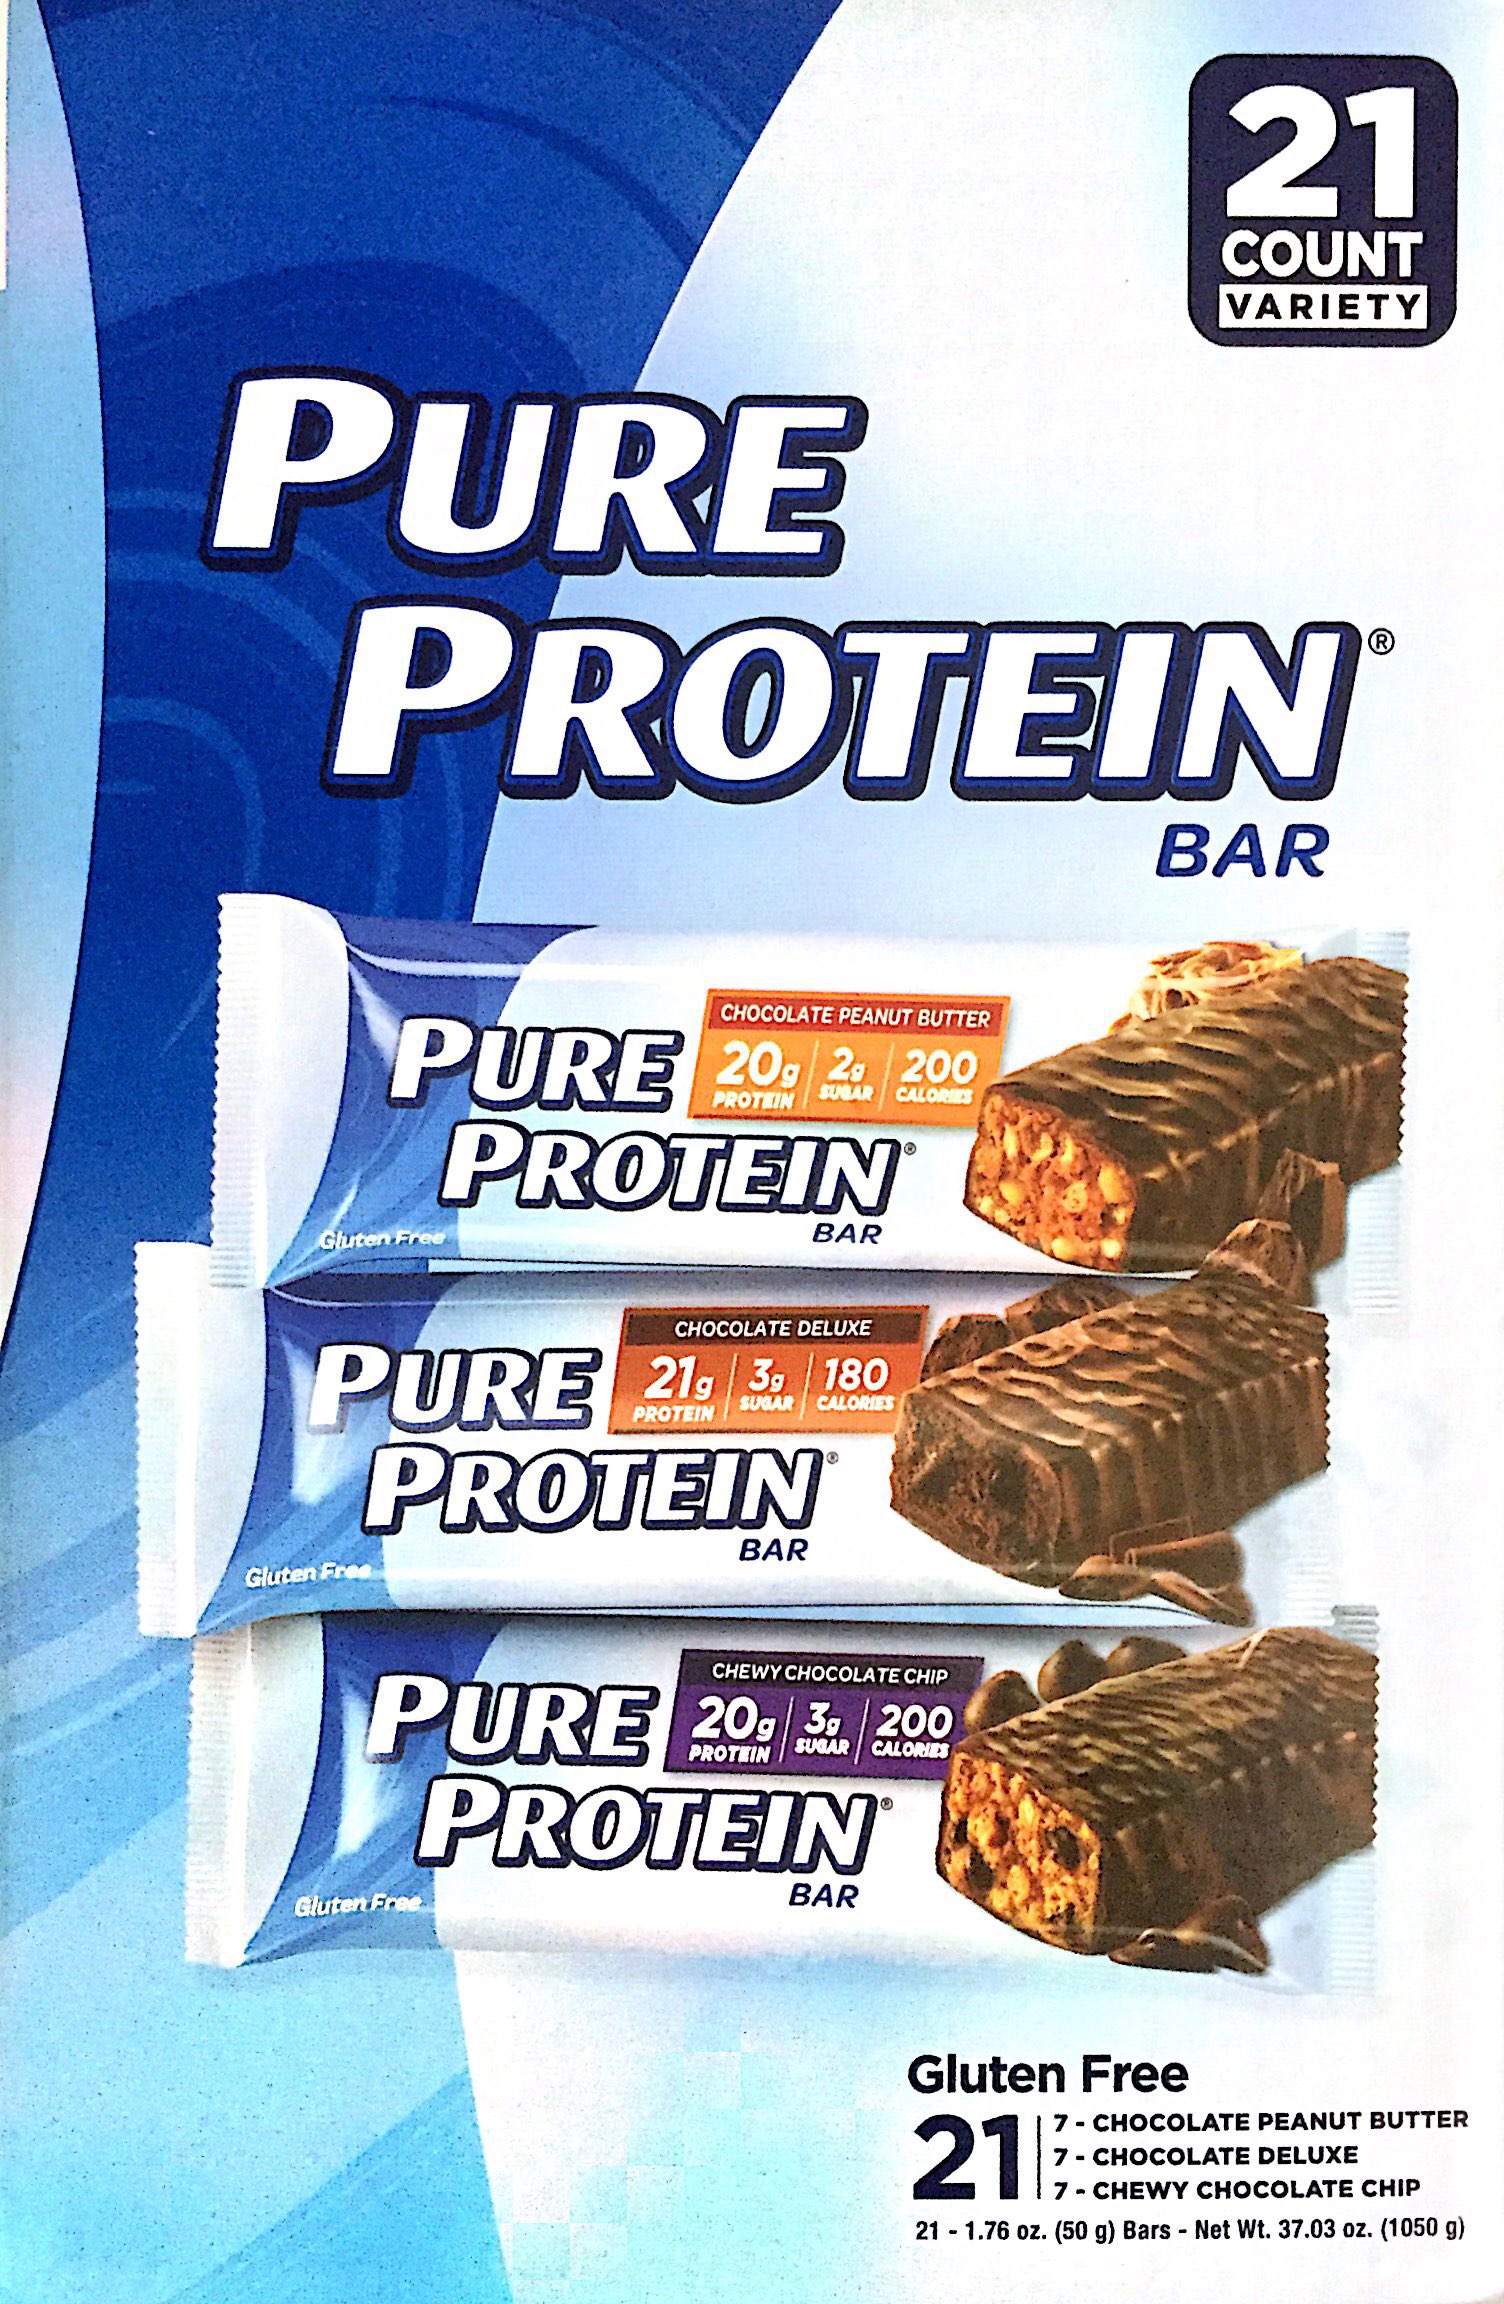 21
COUNT
VARIETY
PURE
PROTEIN®
BAR
CHOCOLATE PEANUT BUTTER
20g 2g 200
PROTEIN SUGAR CALORIES
PURE
PROTEIN®
BAR
Gluten Free
CHOCOLATE DELUXE
21g 3g 180
PROTEIN SUGAR CALORIES
PURE
PROTEIN®
BAR
Gluten Free
CHEWY CHOCOLATE CHIP
20g 3g 200
PROTEIN SUGAR CALORIES
PURE
PROTEIN®
BAR
Gluten Free
Gluten Free
21
7 - CHOCOLATE PEANUT BUTTER
7 - CHOCOLATE DELUXE
7 - CHEWY CHOCOLATE CHIP
21 - 1.76 oz. (50 g) Bars - Net Wt. 37.03 oz. (1050 g)